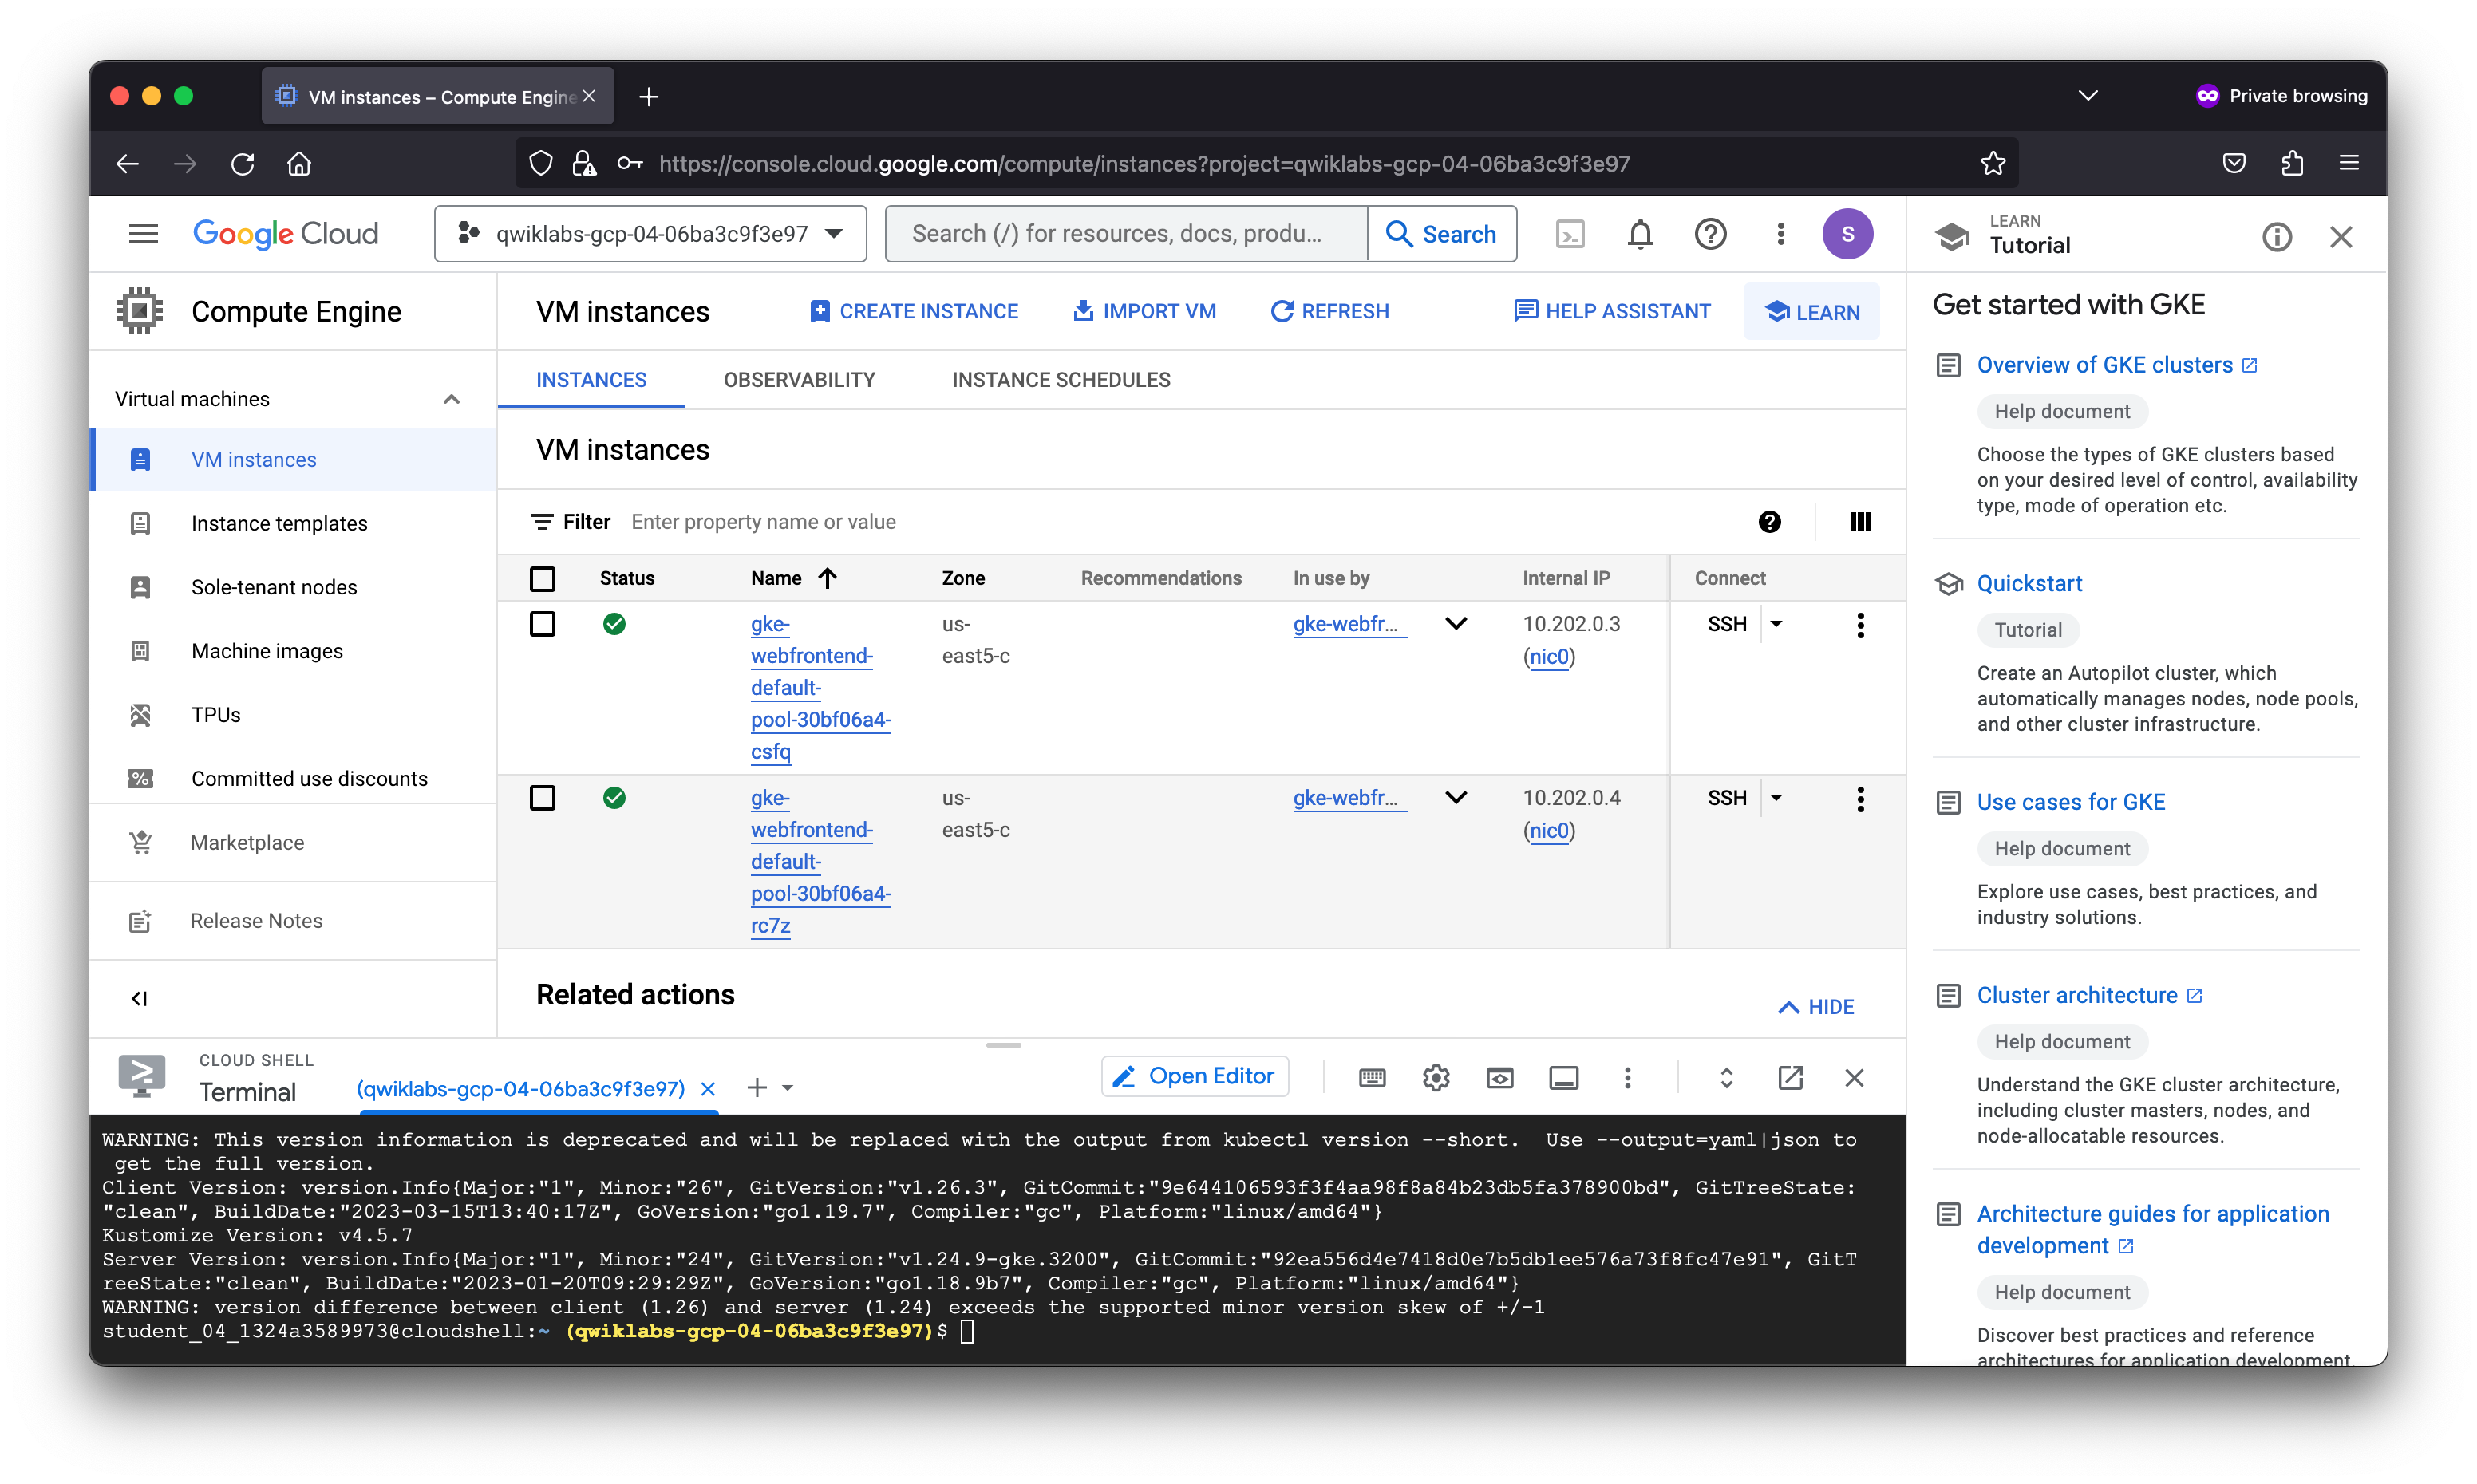 VM instances – Compute Engine
Private browsing
https://console.cloud.google.com/compute/instances?project=qwiklabs-gcp-04-06ba3c9f3e97
Google Cloud
qwiklabs-gcp-04-06ba3c9f3e97
Search (/) for resources, docs, produ...
Search
S
LEARN
Tutorial
Compute Engine
VM instances
CREATE INSTANCE
IMPORT VM
REFRESH
HELP ASSISTANT
LEARN
Virtual machines
VM instances
Instance templates
Sole-tenant nodes
Machine images
TPUs
Committed use discounts
Marketplace
Release Notes
INSTANCES
OBSERVABILITY
INSTANCE SCHEDULES
VM instances
Filter Enter property name or value
Status Name Zone Recommendations In use by Internal IP Connect
gke-
webfrontend-
default-
pool-30bf06a4-
csfq
us-
east5-c
gke-webfr...
10.202.0.3
(nic0)
SSH
gke-
webfrontend-
default-
pool-30bf06a4-
rc7z
us-
east5-c
gke-webfr...
10.202.0.4
(nic0)
SSH
Related actions
HIDE
Get started with GKE
Overview of GKE clusters
Help document
Choose the types of GKE clusters based
on your desired level of control, availability
type, mode of operation etc.
Quickstart
Tutorial
Create an Autopilot cluster, which
automatically manages nodes, node pools,
and other cluster infrastructure.
Use cases for GKE
Help document
Explore use cases, best practices, and
industry solutions.
Cluster architecture
Help document
Understand the GKE cluster architecture,
including cluster masters, nodes, and
node-allocatable resources.
Architecture guides for application
development
Help document
Discover best practices and reference
architectures for application development.
CLOUD SHELL
Terminal
(qwiklabs-gcp-04-06ba3c9f3e97)
Open Editor
WARNING: This version information is deprecated and will be replaced with the output from kubectl version --short.  Use --output=yaml|json to
get the full version.
Client Version: version.Info{Major:"1", Minor:"26", GitVersion:"v1.26.3", GitCommit:"9e644106593f3f4aa98f8a84b23db5fa378900bd", GitTreeState:
"clean", BuildDate:"2023-03-15T13:40:17Z", GoVersion:"go1.19.7", Compiler:"gc", Platform:"linux/amd64"}
Kustomize Version: v4.5.7
Server Version: version.Info{Major:"1", Minor:"24", GitVersion:"v1.24.9-gke.3200", GitCommit:"92ea556d4e7418d0e7b5db1ee576a73f8fc47e91", GitT
reeState:"clean", BuildDate:"2023-01-20T09:29:29Z", GoVersion:"go1.18.9b7", Compiler:"gc", Platform:"linux/amd64"}
WARNING: version difference between client (1.26) and server (1.24) exceeds the supported minor version skew of +/-1
student_04_1324a3589973@cloudshell:~ (qwiklabs-gcp-04-06ba3c9f3e97)$